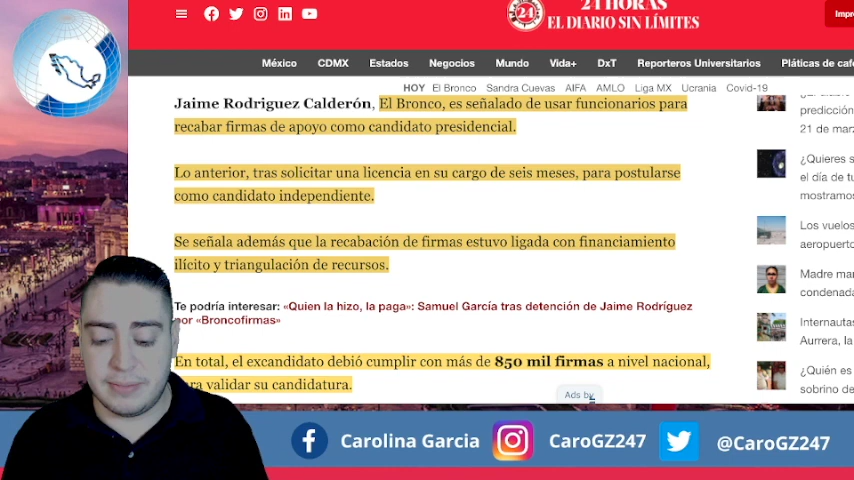 24 HORAS
EL DIARIO SIN LÍMITES
Impre
México CDMX Estados Negocios Mundo Vida+ DxT Reporteros Universitarios Pláticas de café
HOY El Bronco Sandra Cuevas AIFA AMLO Liga MX Ucrania Covid-19
Jaime Rodriguez Calderón, El Bronco, es señalado de usar funcionarios para
recabar firmas de apoyo como candidato presidencial.
Lo anterior, tras solicitar una licencia en su cargo de seis meses, para postularse
como candidato independiente.
Se señala además que la recabación de firmas estuvo ligada con financiamiento
ilícito y triangulación de recursos.
Te podría interesar: «Quien la hizo, la paga»: Samuel García tras detención de Jaime Rodríguez
por «Broncofirmas»
En total, el excandidato debió cumplir con más de 850 mil firmas a nivel nacional,
para validar su candidatura.
Ads by
predicción
21 de marz
¿Quieres s
el día de tu
mostramos
Los vuelos
aeropuerto
Madre mar
condenada
Internautas
Aurrera, la
¿Quién es
sobrino de
Carolina Garcia CaroGZ247 @CaroGZ247